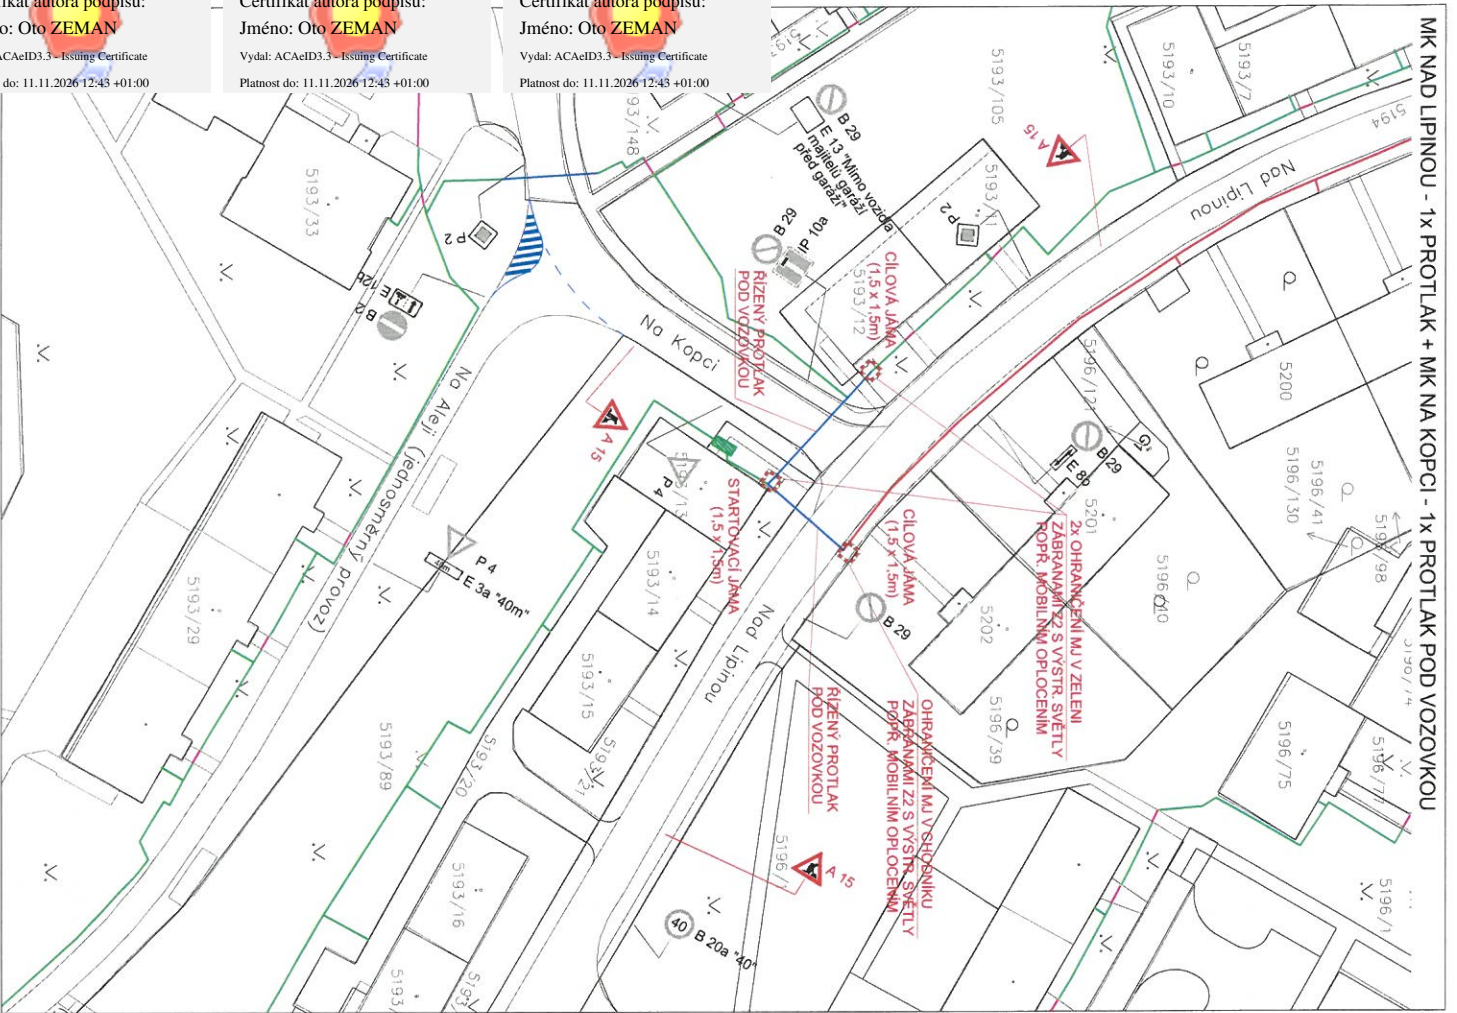 Certifikát autora podpisu:
Certifikát autora podpisu:
Certifikát autora podpisu:
o: Oto ZEMAN
Jméno: Oto ZEMAN
Jméno: Oto ZEMAN
CAeID3.3 - Issuing Certificate
Vydal: ACAeID3.3 - Issuing Certificate
Vydal: ACAeID3.3 - Issuing Certificate
do: 11.11.2026 12:43 +01:00
Platnost do: 11.11.2026 12:43 +01:00
Platnost do: 11.11.2026 12:43 +01:00
MK NAD LIPINOU - 1x PROTLAK + MK NA KOPCI - 1x PROTLAK POD VOZOVKOU
5193/10
5193/7
5194
5193/105
A 15
Nad Lipinou
B 29
E 13 "Mimo vozidla
majitelů garáží
před garáží"
5193/11
P 2
B 29
IP 10a
5193/33
P 2
E 12b
B 2
CÍLOVÁ JÁMA
(1,5 x 1,5m)
5193/12
ŘÍZENÝ PROTLAK
POD VOZOVKOU
Na Kopci
5200
5196/121
5196/41
5196/130
5196/98
B 29
E 8b
5201
A 15
P 4
5193/13
STARTOVACÍ JÁMA
(1,5 x 1,5m)
CÍLOVÁ JÁMA
(1,5 x 1,5m)
2x OHRANIČENÍ MJ V ZELENI
ZÁBRANAMI Z2 S VÝSTR. SVĚTLY
POPŘ. MOBILNÍM OPLOCENÍM
Na Aleji (jednosměrný provoz)
P 4
E 3a "40m"
5193/29
5193/14
5193/15
B 29
5202
5196/39
Nad Lipinou
ŘÍZENÝ PROTLAK
POD VOZOVKOU
OHRANIČENÍ MJ V CHODNÍKU
ZÁBRANAMI Z2 S VÝSTR. SVĚTLY
POPŘ. MOBILNÍM OPLOCENÍM
5193/89
5193/20
5193/21
5196/75
5196/77
5193/16
A 15
40
B 20a "40"
5196/1